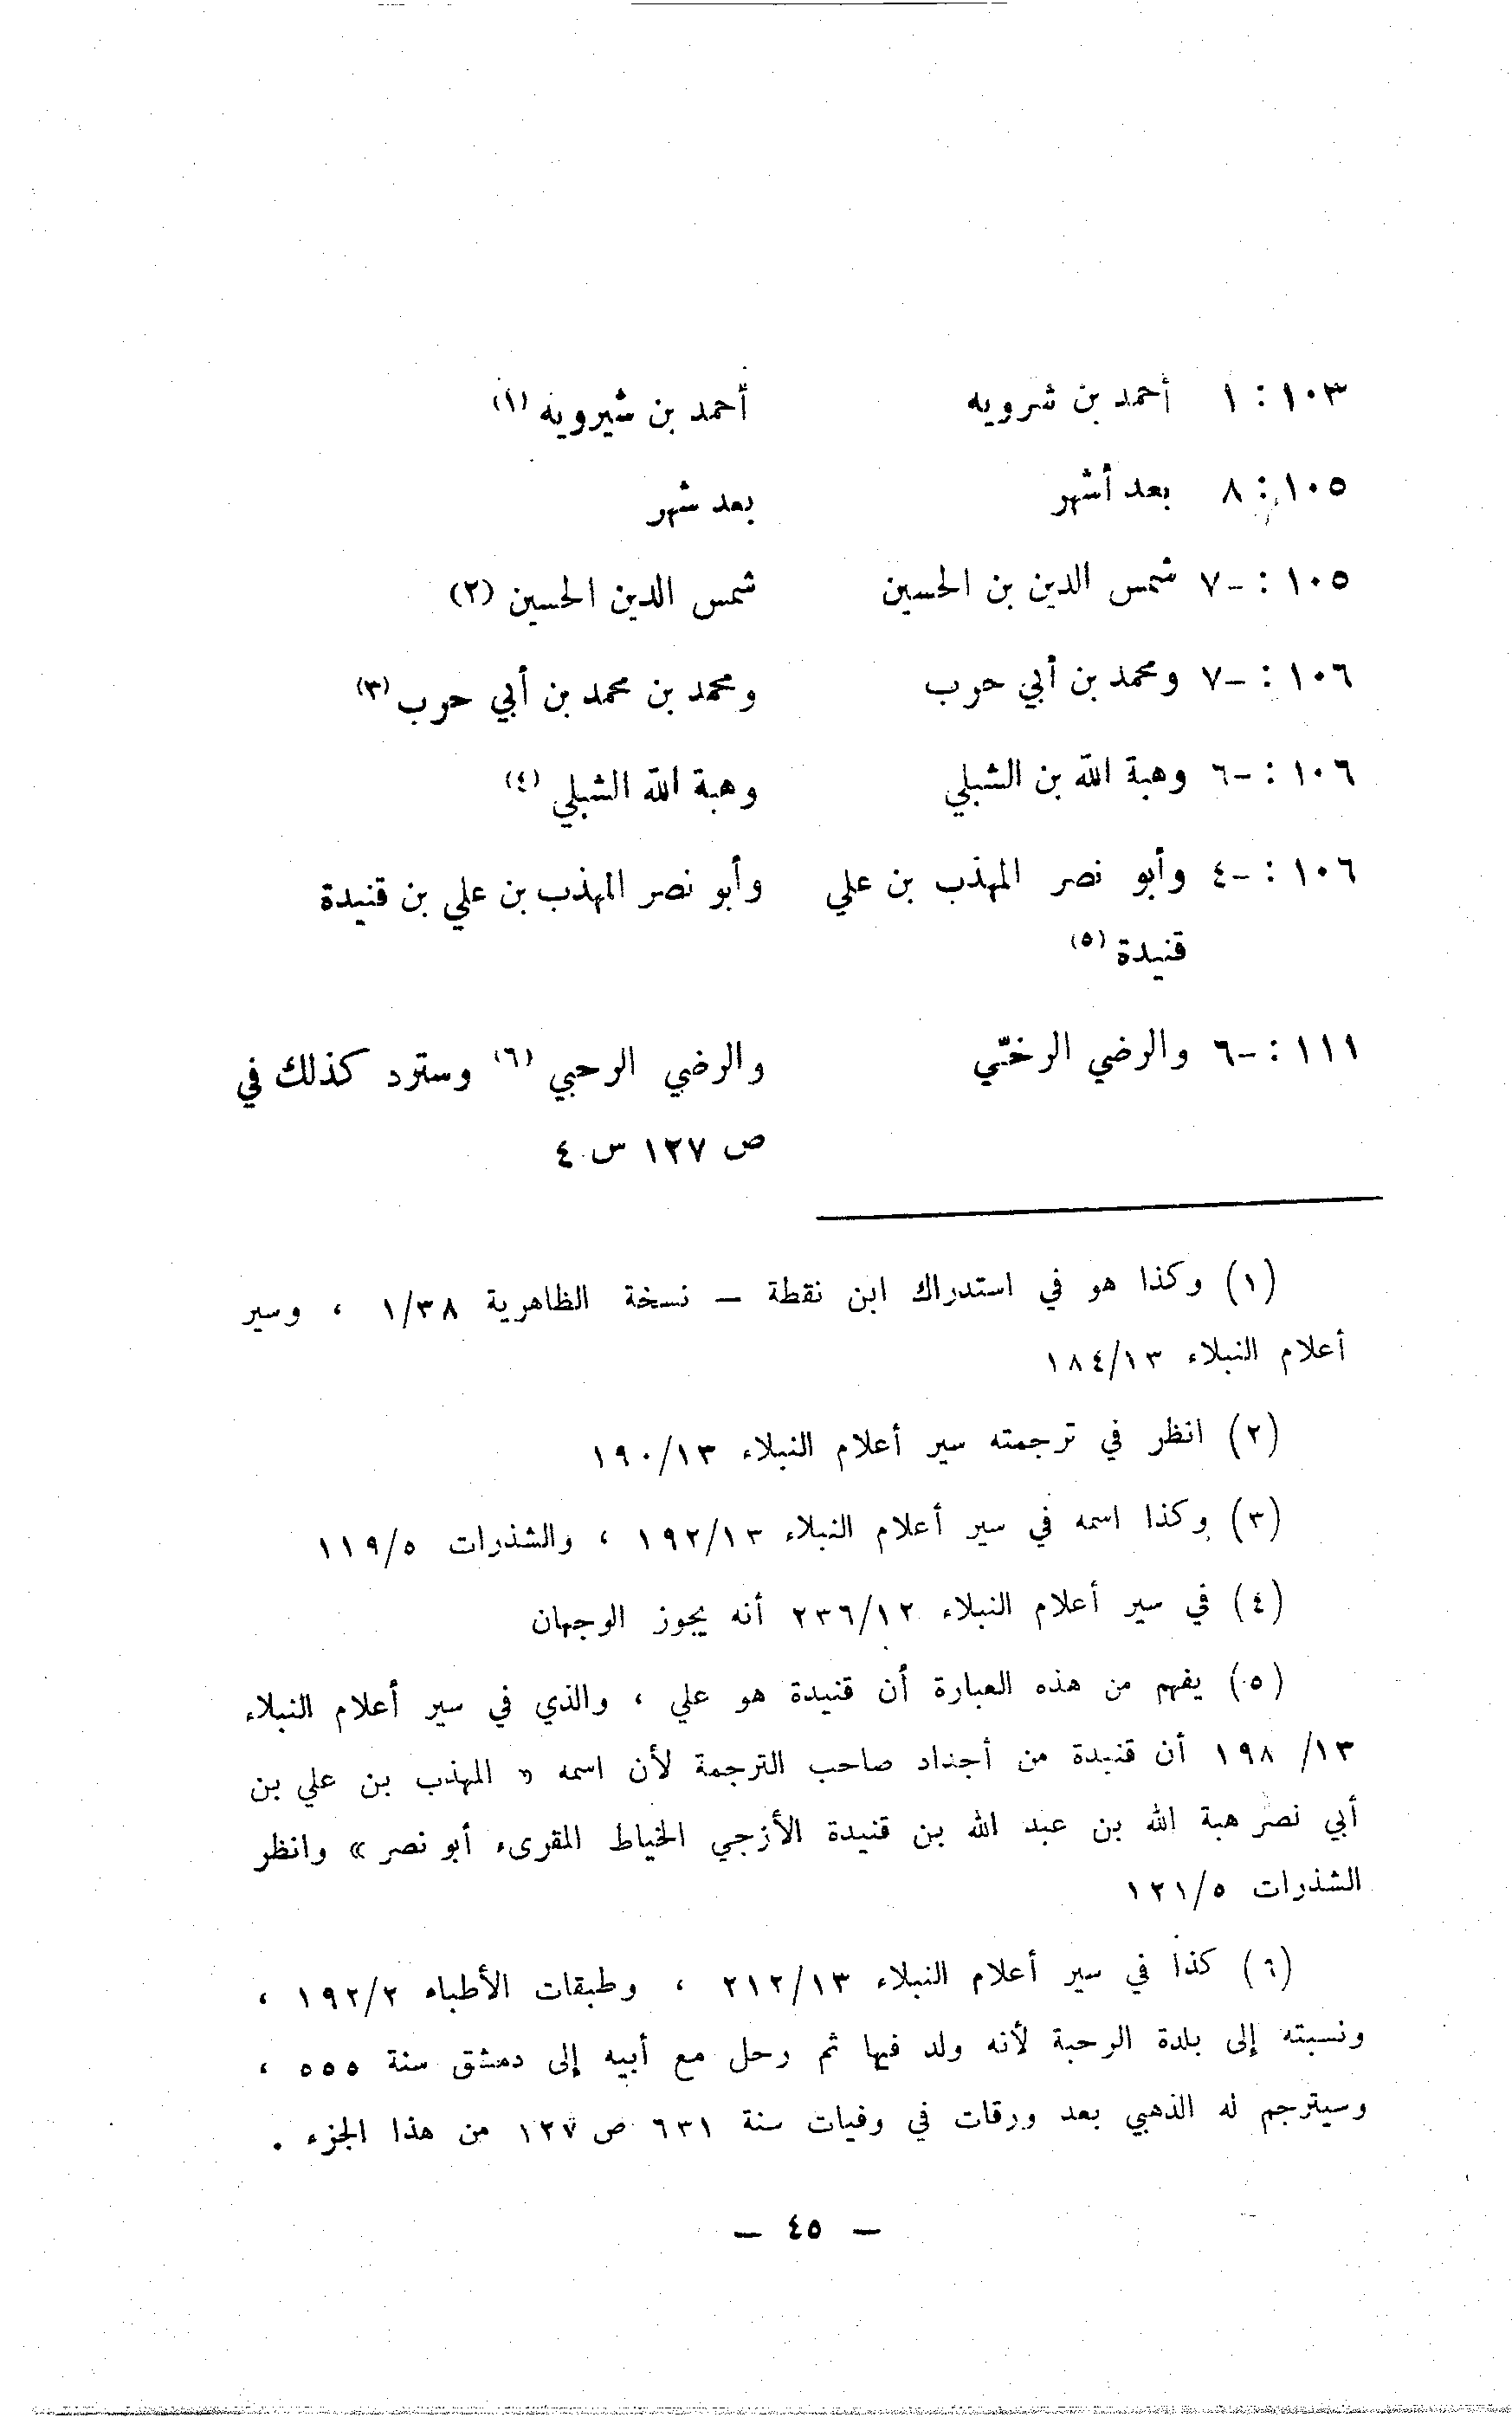 ١٠٣ : ١ أحمد بن شرويه أحمد بن شيرويه (١)
١٠٥ : ٨ بعد أشهر بعد شهر
١٠٥ : -٧ شمس الدين بن الحسين شمس الدين الحسين (٢)
١٠٦ : -٧ ومحمد بن أبي حرب ومحمد بن محمد بن أبي حرب (٣)
١٠٦ : -٦ وهبة الله بن الشبلي وهبة الله الشبلي (٤)
١٠٦ : -٤ وأبو نصر المهذب بن علي وأبو نصر المهذب بن علي بن قنيدة
قنيدة (٥)
١١١ : -٦ والرضي الرخّي والرضي الرحبي (٦) وسترد كذلك في
ص ١٢٧ س ٤
(١) وكذا هو في استدراك ابن نقطة – نسخة الظاهرية ١/٣٨ ، وسير
أعلام النبلاء ١٨٤/١٣
(٢) انظر في ترجمته سير أعلام النبلاء ١٩٠/١٣
(٣) وكذا اسمه في سير أعلام النبلاء ١٩٢/١٣ ، والشذرات ١١٩/٥
(٤) في سير أعلام النبلاء ٢٣٦/١٢ أنه يجوز الوجهان
(٥) يفهم من هذه العبارة أن قنيدة هو علي ، والذي في سير أعلام النبلاء
١٣/ ١٩٨ أن قنيدة من أجداد صاحب الترجمة لأن اسمه « المهذب بن علي بن
أبي نصر هبة الله بن عبد الله بن قنيدة الأزجي الخياط المقرىء أبو نصر » وانظر
الشذرات ١٢١/٥
(٦) كذا في سير أعلام النبلاء ٢١٢/١٣ ، وطبقات الأطباء ١٩٢/٢ ،
ونسبته إلى بلدة الرحبة لأنه ولد فيها ثم رحل مع أبيه إلى دمشق سنة ٥٥٥ ،
وسيترجم له الذهبي بعد ورقات في وفيات سنة ٦٣١ ص ١٢٧ من هذا الجزء .
– ٤٥ –